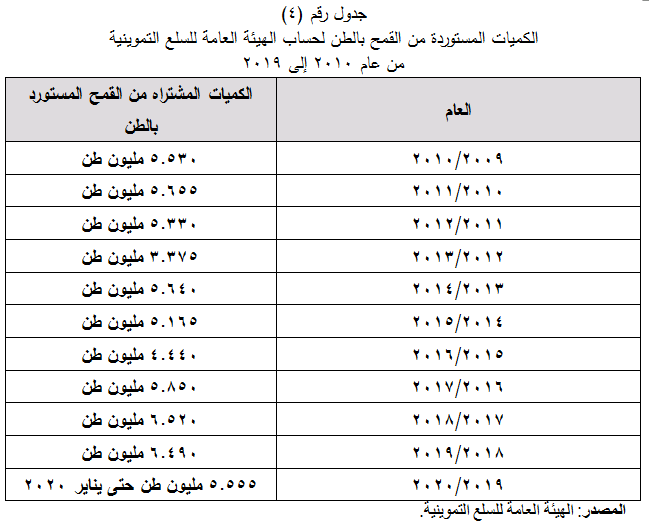 جدول رقم (٤)
الكميات المستوردة من القمح بالطن لحساب الهيئة العامة للسلع التموينية
من عام ٢٠١٠ إلى ٢٠١٩
العام
الكميات المشتراه من القمح المستورد
بالطن
٢٠١٠/٢٠٠٩ ٥.٥٣٠ مليون طن
٢٠١١/٢٠١٠ ٥.٦٥٥ مليون طن
٢٠١٢/٢٠١١ ٥.٣٣٠ مليون طن
٢٠١٣/٢٠١٢ ٣.٣٧٥ مليون طن
٢٠١٤/٢٠١٣ ٥.٦٤٠ مليون طن
٢٠١٥/٢٠١٤ ٥.١٦٥ مليون طن
٢٠١٦/٢٠١٥ ٤.٤٤٠ مليون طن
٢٠١٧/٢٠١٦ ٥.٨٥٠ مليون طن
٢٠١٨/٢٠١٧ ٦.٥٢٠ مليون طن
٢٠١٩/٢٠١٨ ٦.٤٩٠ مليون طن
٢٠٢٠/٢٠١٩ ٥.٥٥٥ مليون طن حتى يناير ٢٠٢٠
المصدر: الهيئة العامة للسلع التموينية.